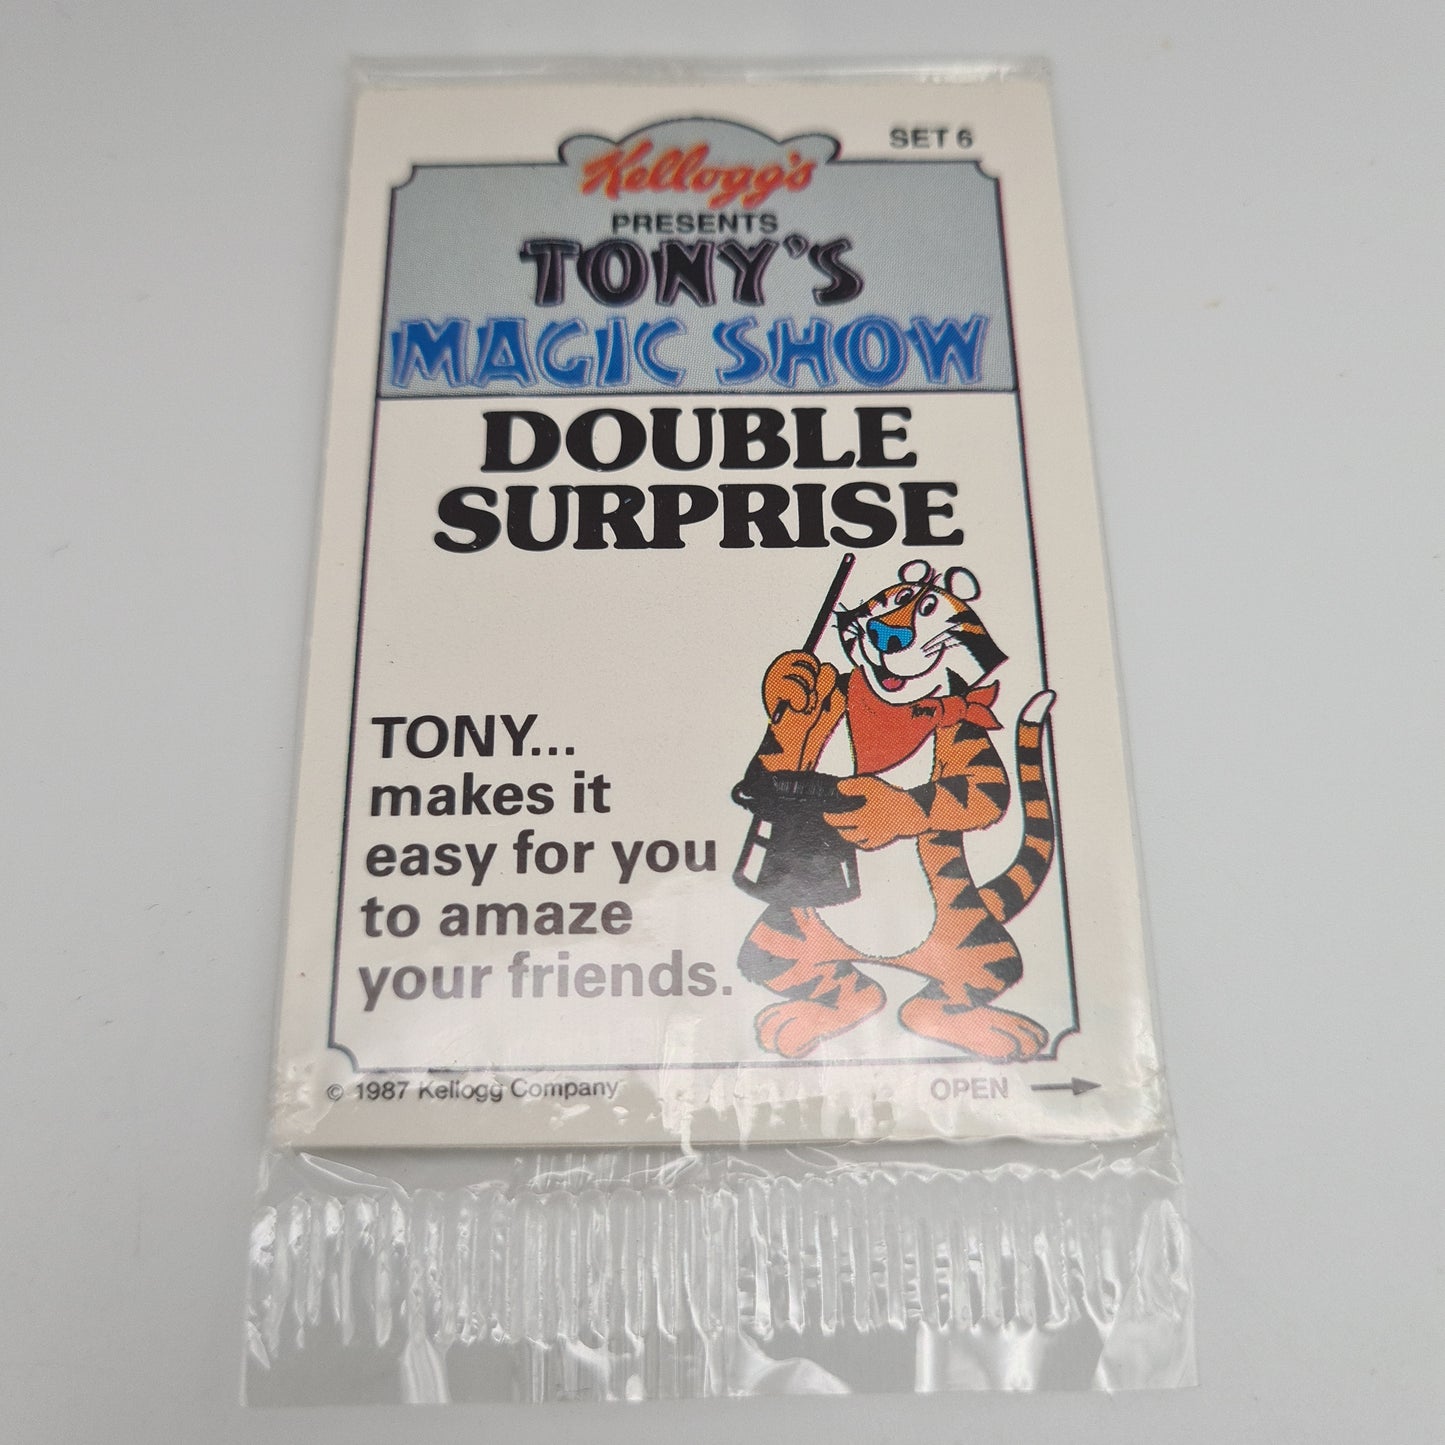 SET 6
Kellogg's
PRESENTS
TONY'S
MAGIC SHOW
DOUBLE
SURPRISE
TONY...
makes it
easy for you
to amaze
your friends.
TONY
© 1987 Kellogg Company
OPEN →